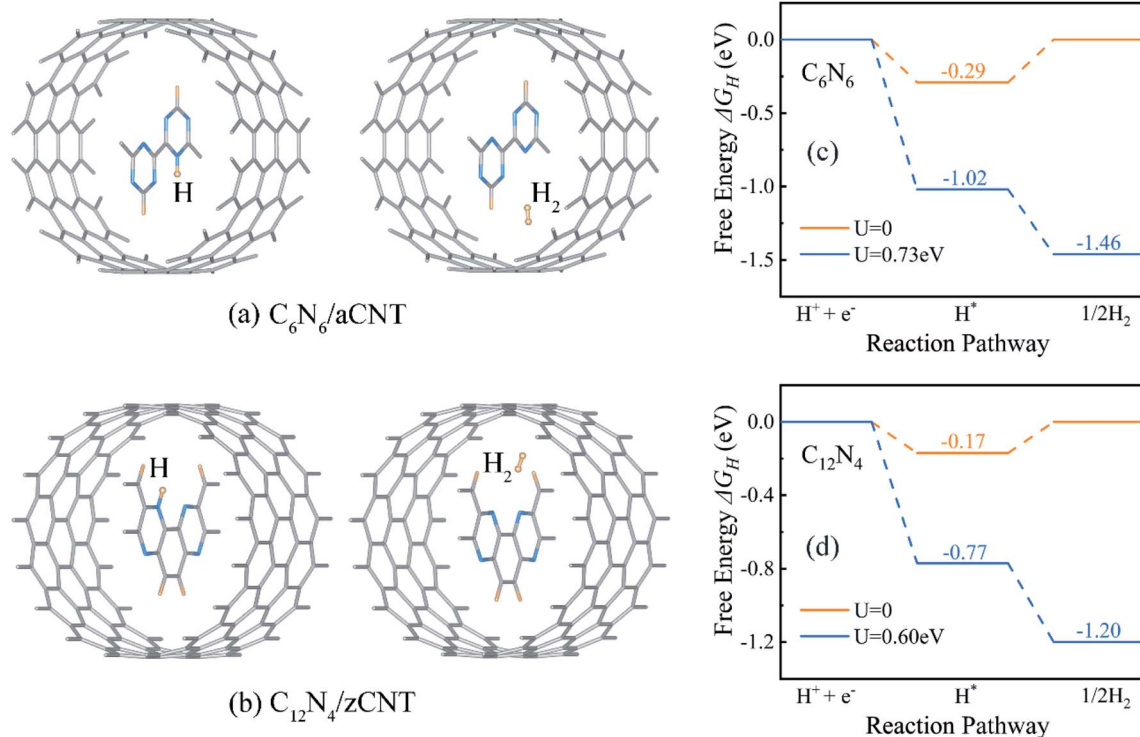 H
H₂
(a) C₆N₆/aCNT
H
H₂
(b) C₁₂N₄/zCNT
Free Energy ΔG_H (eV)
0.0
-0.5
-1.0
-1.5
C₆N₆
(c)
-0.29
-1.02
-1.46
U=0
U=0.73eV
H⁺ + e⁻ H* 1/2H₂
Reaction Pathway
Free Energy ΔG_H (eV)
0.0
-0.4
-0.8
-1.2
C₁₂N₄
(d)
-0.17
-0.77
-1.20
U=0
U=0.60eV
H⁺ + e⁻ H* 1/2H₂
Reaction Pathway